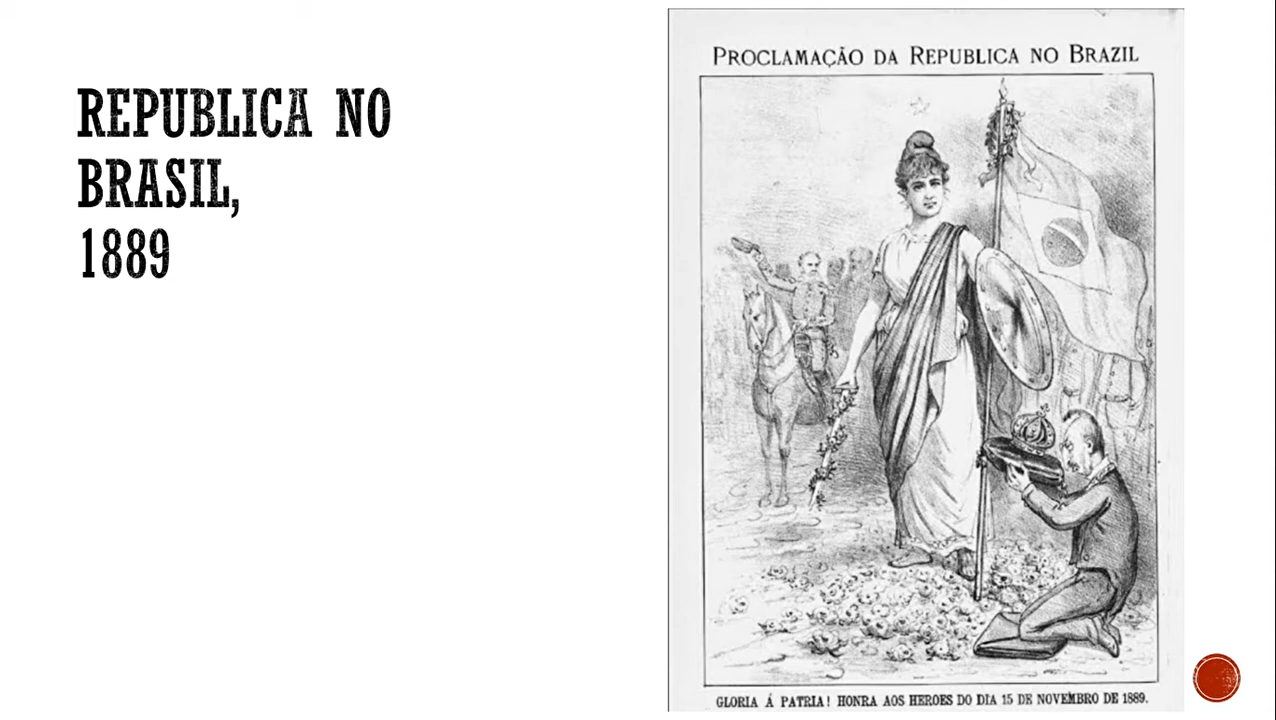 REPUBLICA NO
BRASIL,
1889
PROCLAMAÇÃO DA REPUBLICA NO BRAZIL
GLORIA Á PATRIA! HONRA AOS HEROES DO DIA 15 DE NOVEMBRO DE 1889.